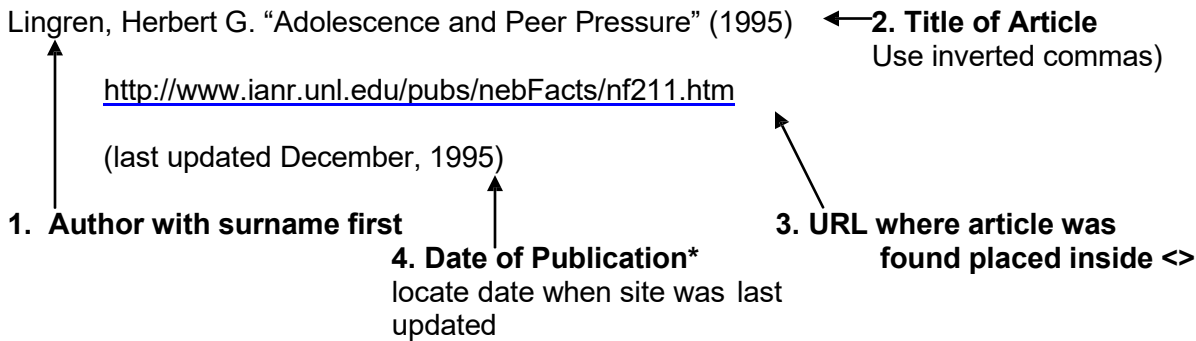 Lingren, Herbert G. “Adolescence and Peer Pressure” (1995)
2. Title of Article
Use inverted commas)
http://www.ianr.unl.edu/pubs/nebFacts/nf211.htm
(last updated December, 1995)
1. Author with surname first
3. URL where article was
found placed inside <>
4. Date of Publication*
locate date when site was last
updated